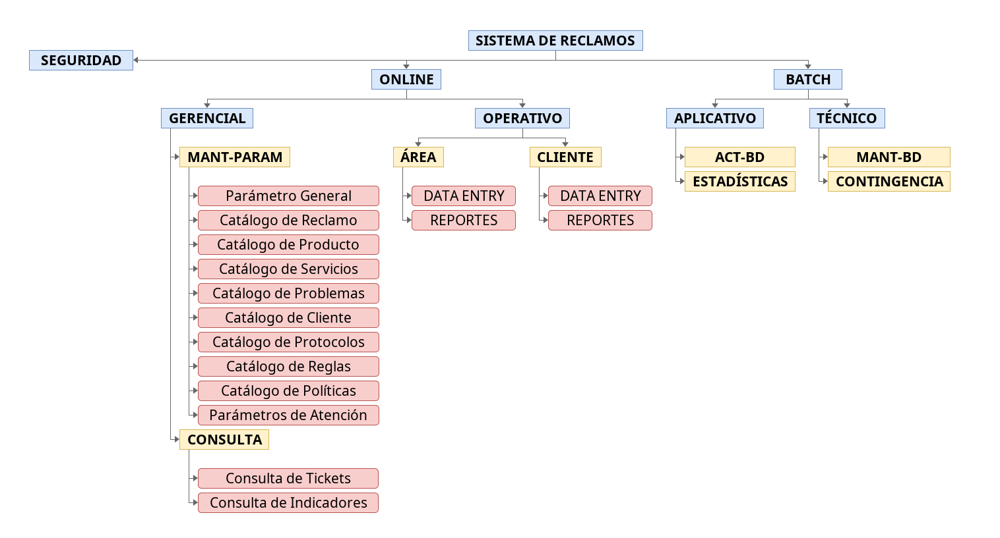 SISTEMA DE RECLAMOS
SEGURIDAD
ONLINE
BATCH
GERENCIAL
OPERATIVO
APLICATIVO
TÉCNICO
MANT-PARAM
ÁREA
CLIENTE
ACT-BD
MANT-BD
ESTADÍSTICAS
CONTINGENCIA
Parámetro General
DATA ENTRY
DATA ENTRY
Catálogo de Reclamo
REPORTES
REPORTES
Catálogo de Producto
Catálogo de Servicios
Catálogo de Problemas
Catálogo de Cliente
Catálogo de Protocolos
Catálogo de Reglas
Catálogo de Políticas
Parámetros de Atención
CONSULTA
Consulta de Tickets
Consulta de Indicadores